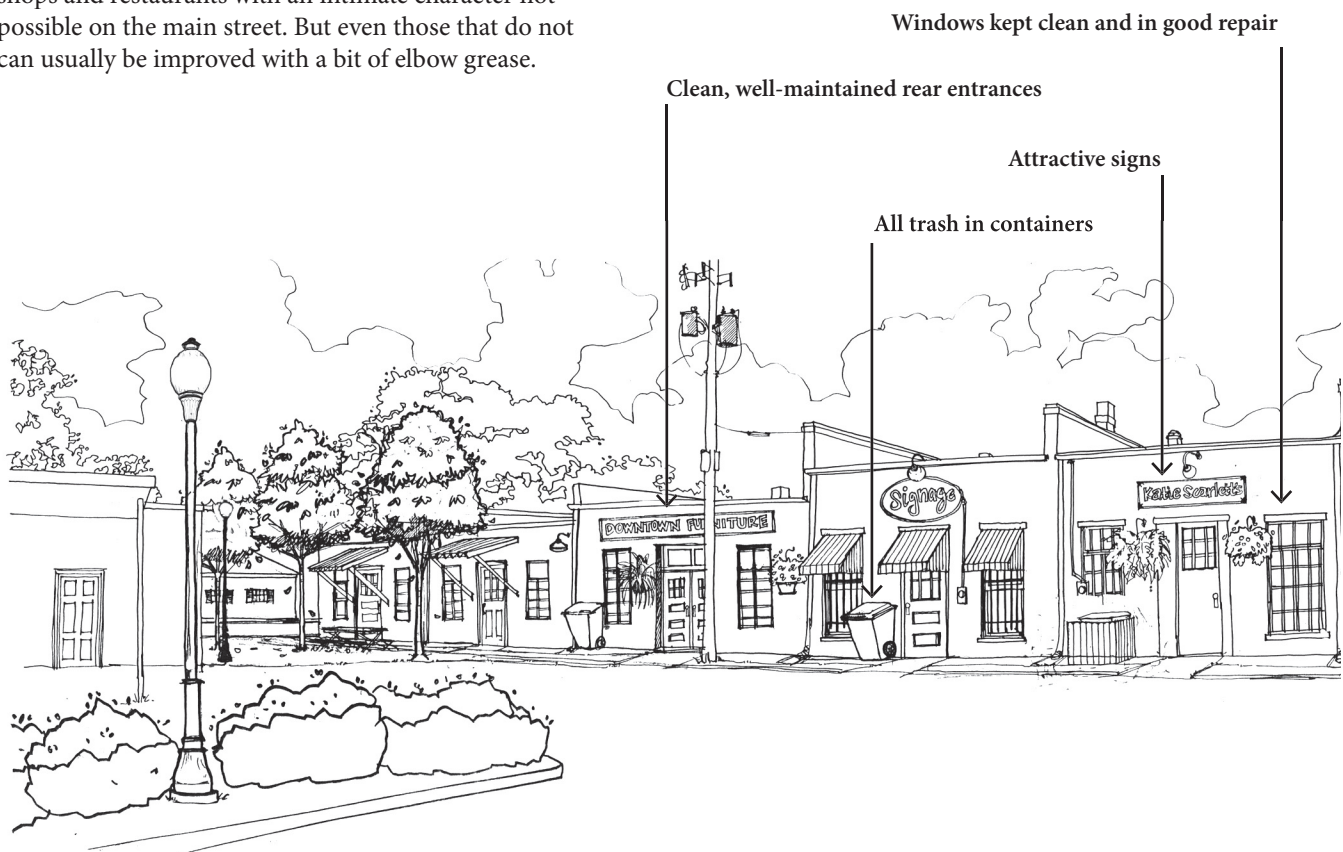 shops and restaurants with an intimate character not
possible on the main street. But even those that do not
can usually be improved with a bit of elbow grease.
Windows kept clean and in good repair
Clean, well-maintained rear entrances
Attractive signs
All trash in containers
DOWNTOWN FURNITURE
Signage
Katie Scarlett's